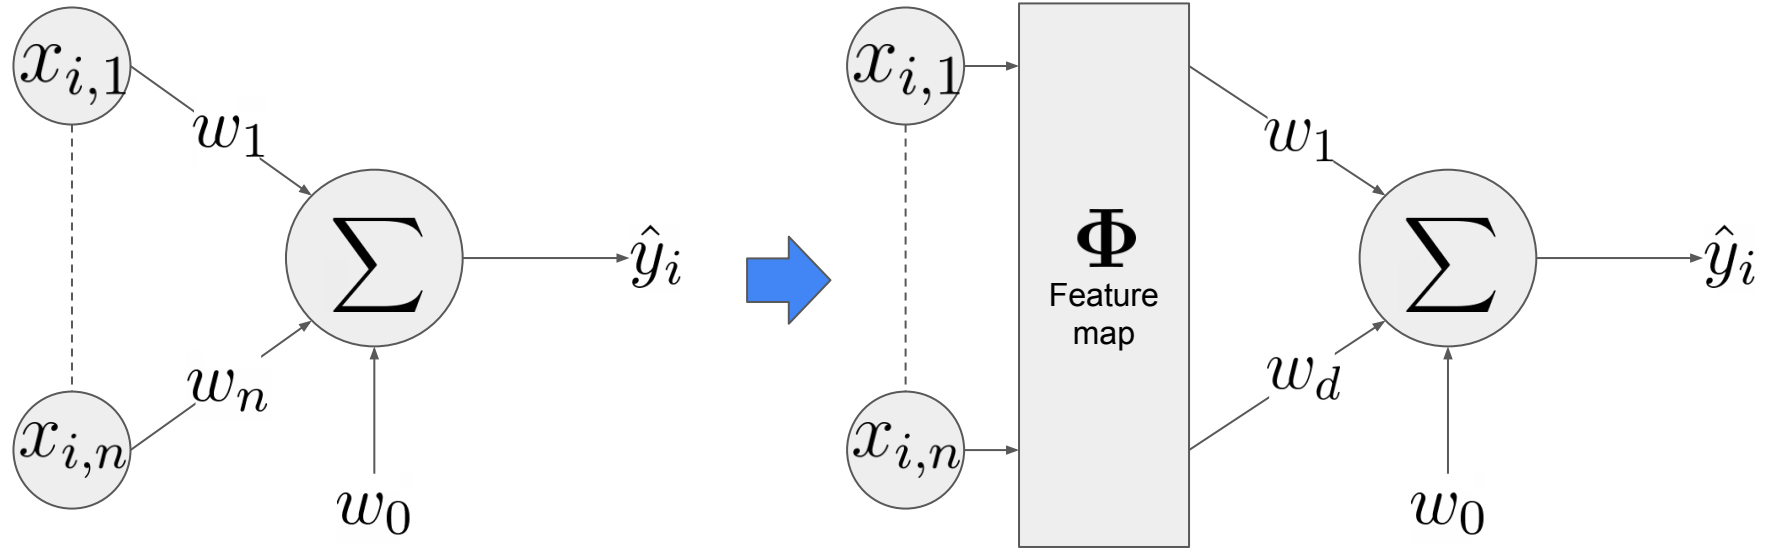 x_{i,1}
w_1
∑
ŷ_i
w_n
x_{i,n}
w_0
x_{i,1}
w_1
Φ
Feature
map
∑
ŷ_i
w_d
x_{i,n}
w_0